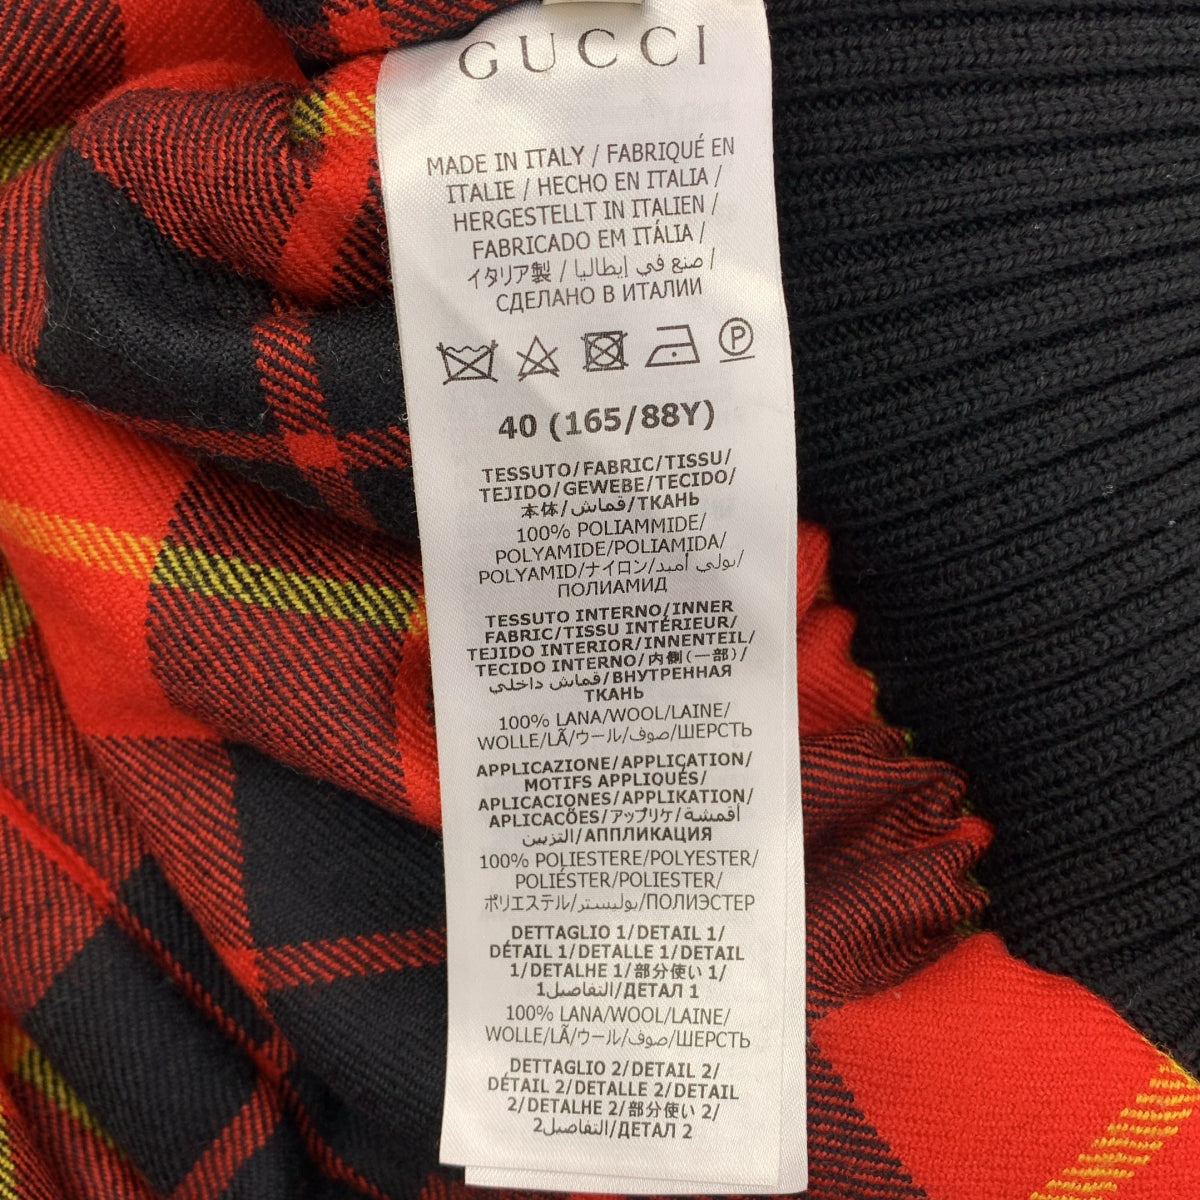 GUCCI
MADE IN ITALY / FABRIQUÉ EN
ITALIE / HECHO EN ITALIA /
HERGESTELLT IN ITALIEN /
FABRICADO EM ITÁLIA /
イタリア製 / صنع في إيطاليا /
СДЕЛАНО В ИТАЛИИ
P
40 (165/88Y)
TESSUTO/FABRIC/TISSU/
TEJIDO/GEWEBE/TECIDO/
本体/قماش/ТКАНЬ
100% POLIAMMIDE/
POLYAMIDE/POLIAMIDA/
POLYAMID/ナイロン/بولي أميد/
ПОЛИАМИД
TESSUTO INTERNO/INNER
FABRIC/TISSU INTÉRIEUR/
TEJIDO INTERIOR/INNENTEIL/
TECIDO INTERNO/内側(一部)/
قماش داخلي/ВНУТРЕННЯЯ
ТКАНЬ
100% LANA/WOOL/LAINE/
WOLLE/LÃ/ウール/صوف/ШЕРСТЬ
APPLICAZIONE/APPLICATION/
MOTIFS APPLIQUÉS/
APLICACIONES/APPLIKATION/
APLICACÕES/アップリケ/أقمشة
التزيين/АППЛИКАЦИЯ
100% POLIESTERE/POLYESTER/
POLIÉSTER/POLIESTER/
ポリエステル/بوليستر/ПОЛИЭСТЕР
DETTAGLIO 1/DETAIL 1/
DÉTAIL 1/DETALLE 1/DETAIL
1/DETALHE 1/部分使い 1/
التفاصيل1/ДЕТАЛ 1
100% LANA/WOOL/LAINE/
WOLLE/LÃ/ウール/صوف/ШЕРСТЬ
DETTAGLIO 2/DETAIL 2/
DÉTAIL 2/DETALLE 2/DETAIL
2/DETALHE 2/部分使い 2/
التفاصيل2/ДЕТАЛ 2